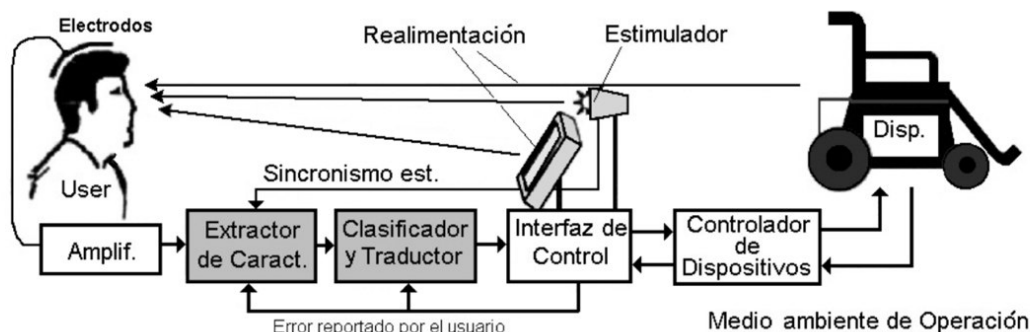 Electrodos
Realimentación
Estimulador
Disp.
User
Sincronismo est.
Amplif.
Extractor
de Caract.
Clasificador
y Traductor
Interfaz de
Control
Controlador
de
Dispositivos
Error reportado por el usuario
Medio ambiente de Operación